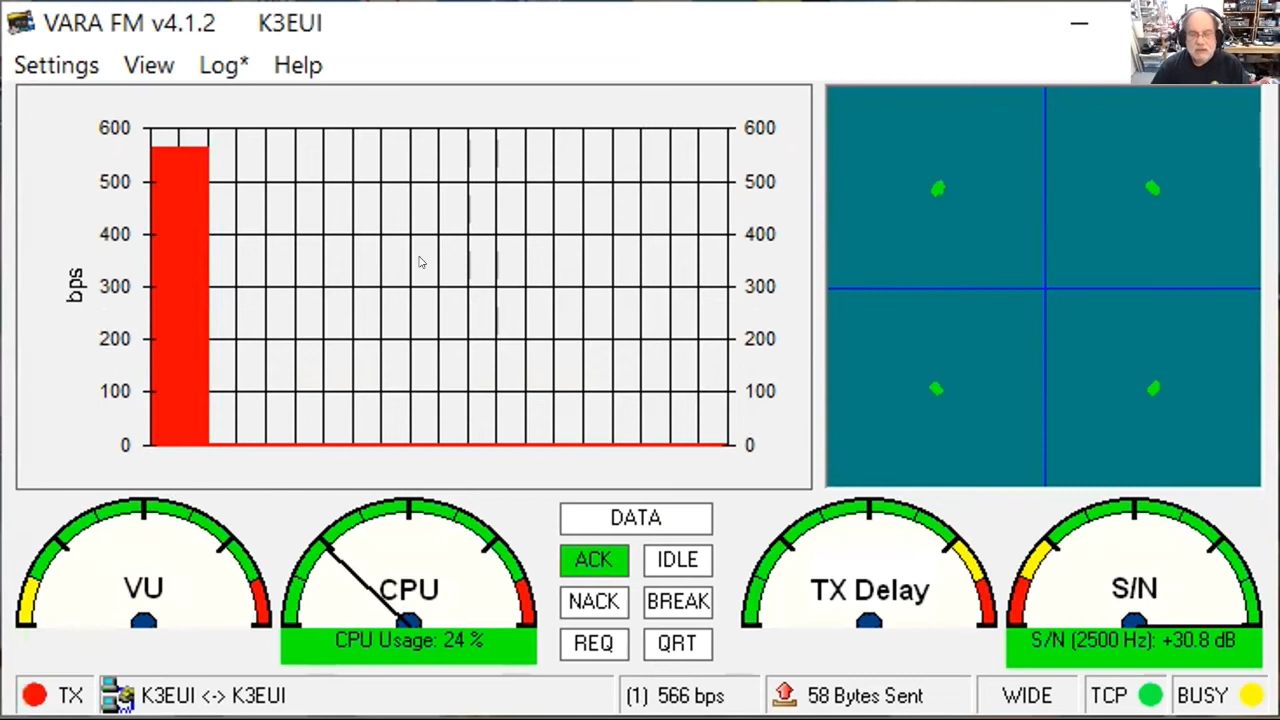 VARA FM v4.1.2 K3EUI
Settings View Log* Help
600 600
500 500
400 400
300 300
200 200
100 100
0 0
bps
VU
CPU
CPU Usage: 24 %
DATA
ACK IDLE
NACK BREAK
REQ QRT
TX Delay
S/N
S/N (2500 Hz): +30.8 dB
TX K3EUI <-> K3EUI (1) 566 bps 58 Bytes Sent WIDE TCP BUSY